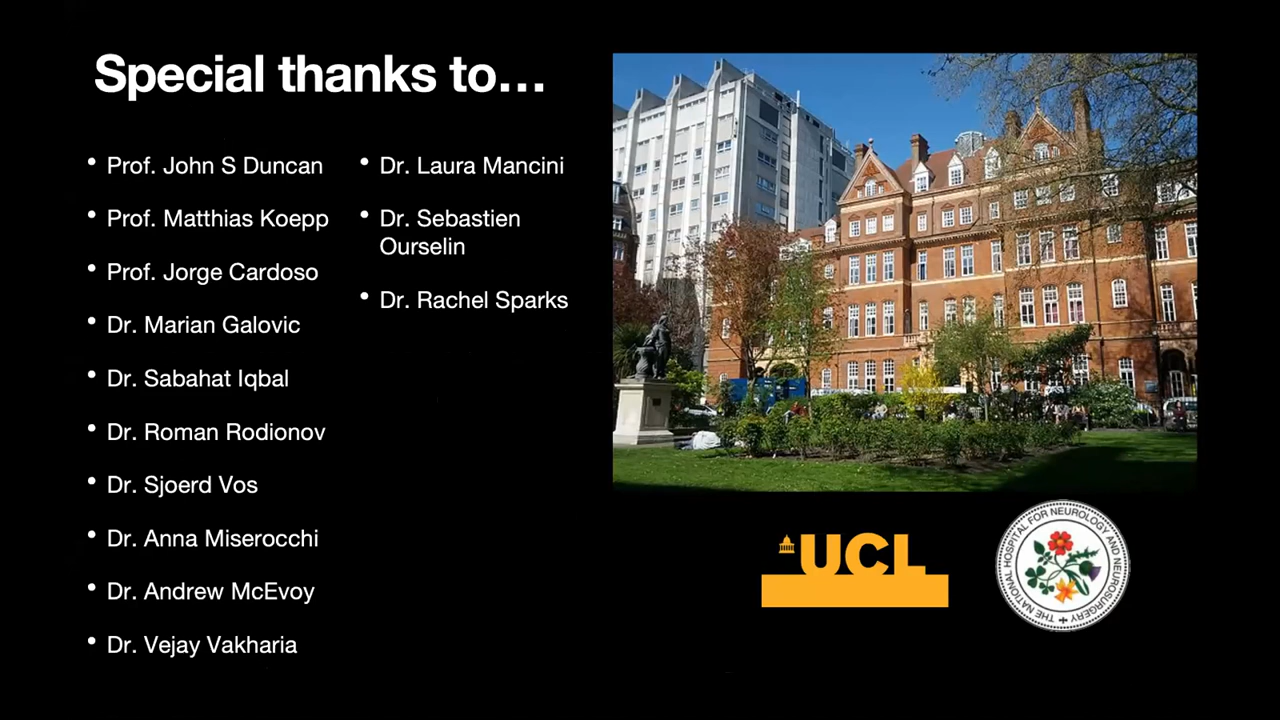 Special thanks to…
• Prof. John S Duncan
• Prof. Matthias Koepp
• Prof. Jorge Cardoso
• Dr. Marian Galovic
• Dr. Sabahat Iqbal
• Dr. Roman Rodionov
• Dr. Sjoerd Vos
• Dr. Anna Miserocchi
• Dr. Andrew McEvoy
• Dr. Vejay Vakharia
• Dr. Laura Mancini
• Dr. Sebastien
Ourselin
• Dr. Rachel Sparks
UCL
THE NATIONAL HOSPITAL FOR NEUROLOGY AND NEUROSURGERY